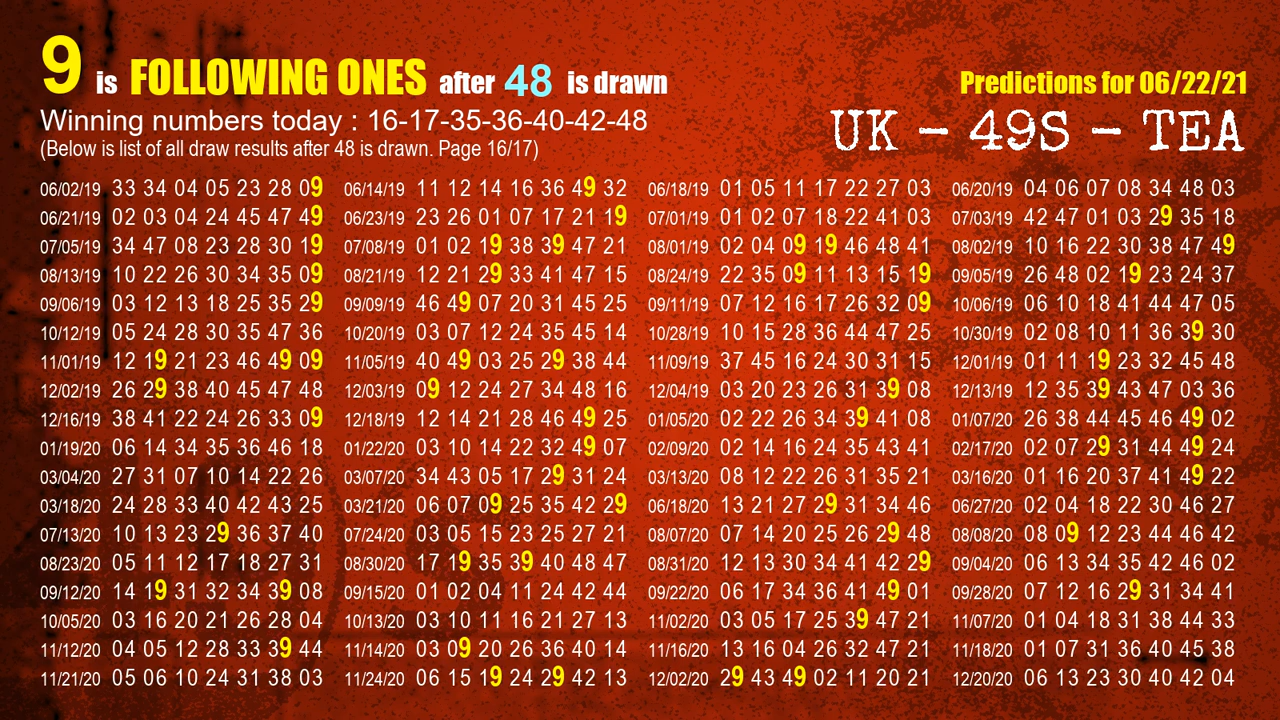 9 is FOLLOWING ONES after 48 is drawn
Predictions for 06/22/21
Winning numbers today : 16-17-35-36-40-42-48
UK - 49S - TEA
(Below is list of all draw results after 48 is drawn. Page 16/17)
06/02/19 33 34 04 05 23 28 09 06/14/19 11 12 14 16 36 49 32 06/18/19 01 05 11 17 22 27 03 06/20/19 04 06 07 08 34 48 03
06/21/19 02 03 04 24 45 47 49 06/23/19 23 26 01 07 17 21 19 07/01/19 01 02 07 18 22 41 03 07/03/19 42 47 01 03 29 35 18
07/05/19 34 47 08 23 28 30 19 07/08/19 01 02 19 38 39 47 21 08/01/19 02 04 09 19 46 48 41 08/02/19 10 16 22 30 38 47 49
08/13/19 10 22 26 30 34 35 09 08/21/19 12 21 29 33 41 47 15 08/24/19 22 35 09 11 13 15 19 09/05/19 26 48 02 19 23 24 37
09/06/19 03 12 13 18 25 35 29 09/09/19 46 49 07 20 31 45 25 09/11/19 07 12 16 17 26 32 09 10/06/19 06 10 18 41 44 47 05
10/12/19 05 24 28 30 35 47 36 10/20/19 03 07 12 24 35 45 14 10/28/19 10 15 28 36 44 47 25 10/30/19 02 08 10 11 36 39 30
11/01/19 12 19 21 23 46 49 09 11/05/19 40 49 03 25 29 38 44 11/09/19 37 45 16 24 30 31 15 12/01/19 01 11 19 23 32 45 48
12/02/19 26 29 38 40 45 47 48 12/03/19 09 12 24 27 34 48 16 12/04/19 03 20 23 26 31 39 08 12/13/19 12 35 39 43 47 03 36
12/16/19 38 41 22 24 26 33 09 12/18/19 12 14 21 28 46 49 25 01/05/20 02 22 26 34 39 41 08 01/07/20 26 38 44 45 46 49 02
01/19/20 06 14 34 35 36 46 18 01/22/20 03 10 14 22 32 49 07 02/09/20 02 14 16 24 35 43 41 02/17/20 02 07 29 31 44 49 24
03/04/20 27 31 07 10 14 22 26 03/07/20 34 43 05 17 29 31 24 03/13/20 08 12 22 26 31 35 21 03/16/20 01 16 20 37 41 49 22
03/18/20 24 28 33 40 42 43 25 03/21/20 06 07 09 25 35 42 29 06/18/20 13 21 27 29 31 34 46 06/27/20 02 04 18 22 30 46 27
07/13/20 10 13 23 29 36 37 40 07/24/20 03 05 15 23 25 27 21 08/07/20 07 14 20 25 26 29 48 08/08/20 08 09 12 23 44 46 42
08/23/20 05 11 12 17 18 27 31 08/30/20 17 19 35 39 40 48 47 08/31/20 12 13 30 34 41 42 29 09/04/20 06 13 34 35 42 46 02
09/12/20 14 19 31 32 34 39 08 09/15/20 01 02 04 11 24 42 44 09/22/20 06 17 34 36 41 49 01 09/28/20 07 12 16 29 31 34 41
10/05/20 03 16 20 21 26 28 04 10/13/20 03 10 11 16 21 27 13 11/02/20 03 05 17 25 39 47 21 11/07/20 01 04 18 31 38 44 33
11/12/20 04 05 12 28 33 39 44 11/14/20 03 09 20 26 36 40 14 11/16/20 13 16 04 26 32 47 21 11/18/20 01 07 31 36 40 45 38
11/21/20 05 06 10 24 31 38 03 11/24/20 06 15 19 24 29 42 13 12/02/20 29 43 49 02 11 20 21 12/20/20 06 13 23 30 40 42 04